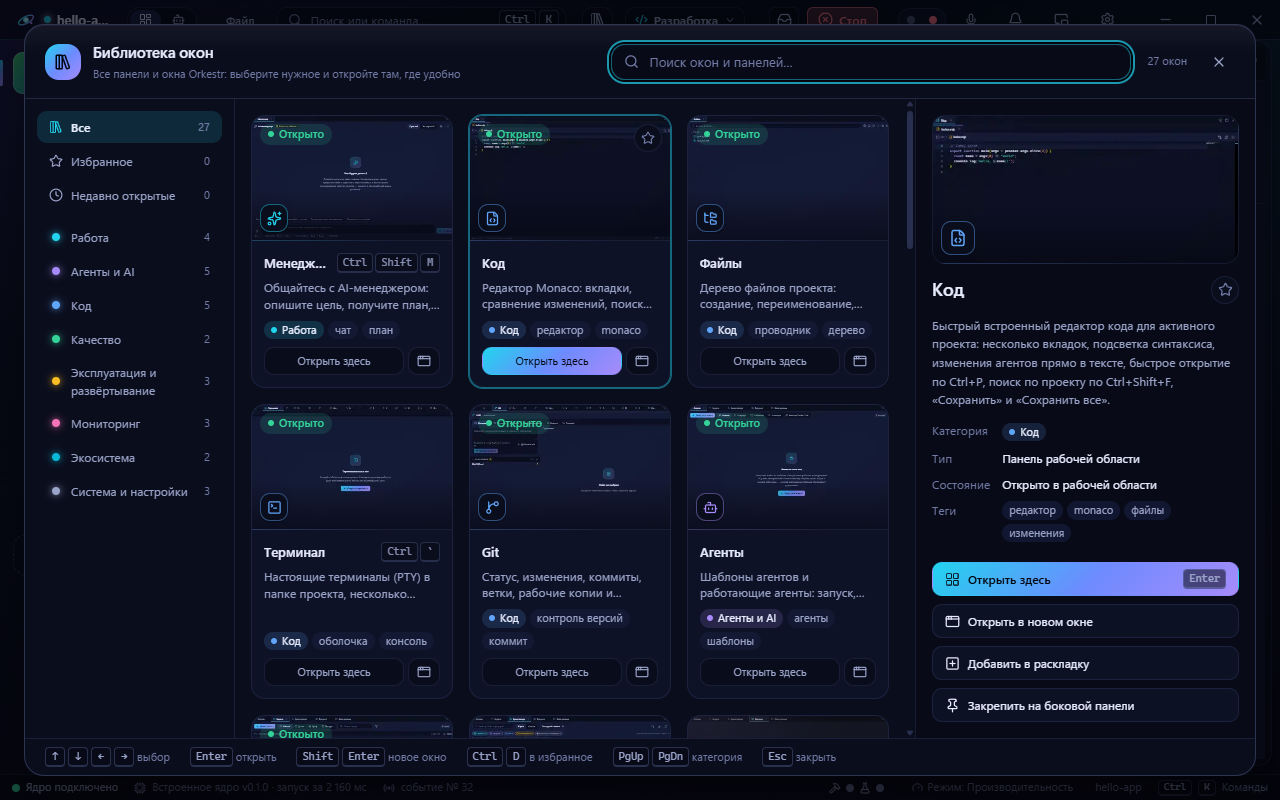 hello-a...
Файл
Поиск или команда
Ctrl K
Разработка
Стоп
Библиотека окон
Все панели и окна Orkestr: выберите нужное и откройте там, где удобно
Поиск окон и панелей...
27 окон
Все 27
Избранное 0
Недавно открытые 0
Работа 4
Агенты и AI 5
Код 5
Качество 2
Эксплуатация и
развёртывание 3
Мониторинг 3
Экосистема 2
Система и настройки 3
Открыто
Менедж... Ctrl Shift M
Общайтесь с AI-менеджером:
опишите цель, получите план,...
Работа чат план
Открыть здесь
Открыто
Код
Редактор Monaco: вкладки,
сравнение изменений, поиск...
Код редактор monaco
Открыть здесь
Открыто
Файлы
Дерево файлов проекта:
создание, переименование,...
Код проводник дерево
Открыть здесь
Открыто
Терминал Ctrl `
Настоящие терминалы (PTY) в
папке проекта, несколько...
Код оболочка консоль
Открыть здесь
Открыто
Git
Статус, изменения, коммиты,
ветки, рабочие копии и...
Код контроль версий
коммит
Открыть здесь
Открыто
Агенты
Шаблоны агентов и
работающие агенты: запуск,...
Агенты и AI агенты
шаблоны
Открыть здесь
Открыто
Код
Быстрый встроенный редактор кода для активного
проекта: несколько вкладок, подсветка синтаксиса,
изменения агентов прямо в тексте, быстрое открытие
по Ctrl+P, поиск по проекту по Ctrl+Shift+F,
«Сохранить» и «Сохранить все».
Категория Код
Тип Панель рабочей области
Состояние Открыто в рабочей области
Теги редактор monaco файлы
изменения
Открыть здесь Enter
Открыть в новом окне
Добавить в раскладку
Закрепить на боковой панели
↑ ↓ ← → выбор Enter открыть Shift Enter новое окно Ctrl D в избранное PgUp PgDn категория Esc закрыть
Ядро подключено Встроенное ядро v0.1.0 · запуск за 2 160 мс событие № 32 Режим: Производительность hello-app Ctrl K Команды